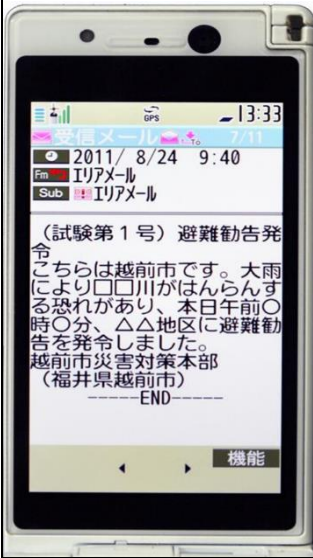 GPS 13:33
受信メール 7/11
2011/ 8/24 9:40
Fm エリアメール
Sub エリアメール
（試験第１号）避難勧告発
令
こちらは越前市です。大雨
により□□川がはんらんす
る恐れがあり、本日午前〇
時〇分、△△地区に避難勧
告を発令しました。
越前市災害対策本部
（福井県越前市）
-----END-----
機能